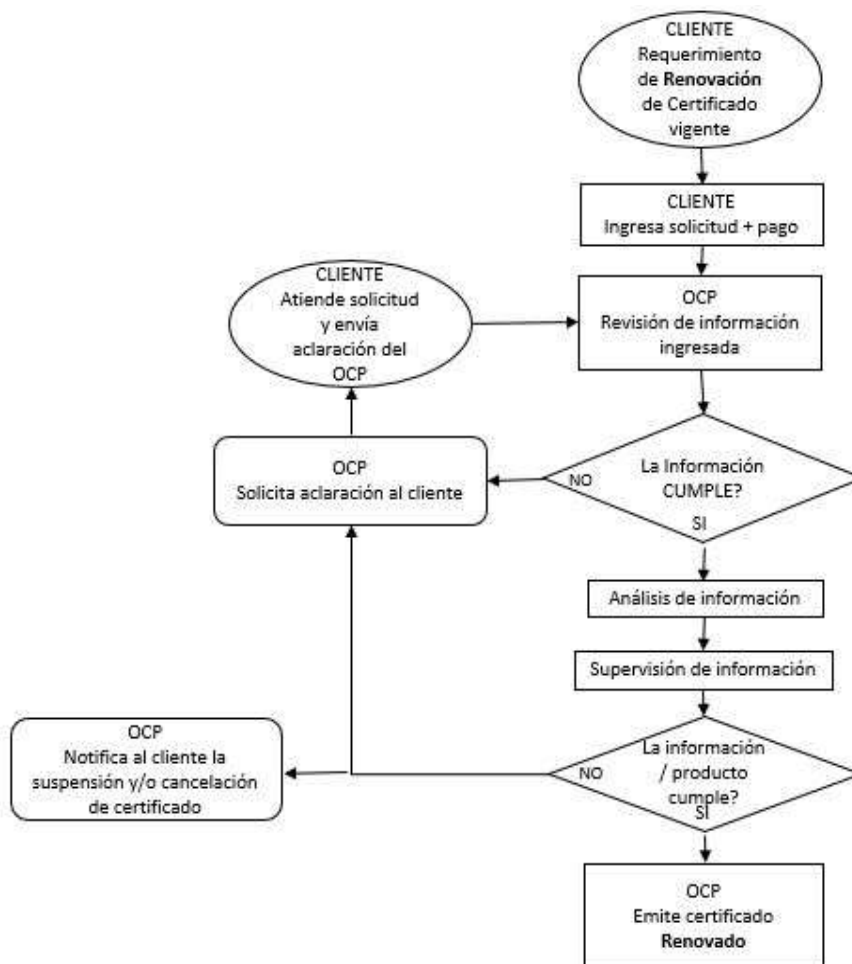 CLIENTE
Requerimiento
de Renovación
de Certificado
vigente
CLIENTE
Ingresa solicitud + pago
CLIENTE
Atiende solicitud
y envía
aclaración del
OCP
OCP
Revisión de información
ingresada
OCP
Solicita aclaración al cliente
NO
La Información
CUMPLE?
SI
Análisis de información
Supervisión de información
OCP
Notifica al cliente la
suspensión y/o cancelación
de certificado
NO
La información
/ producto
cumple?
SI
OCP
Emite certificado
Renovado